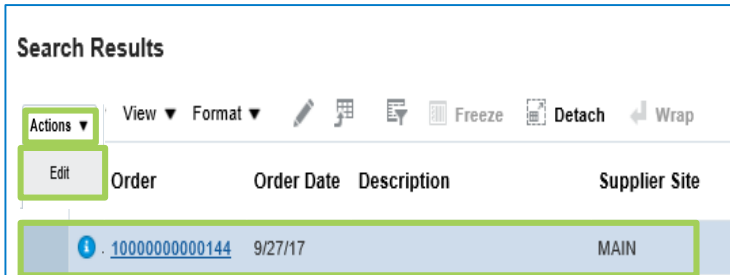 Search Results
Actions ▼ View ▼ Format ▼ Freeze Detach Wrap
Edit
Order Order Date Description Supplier Site
10000000000144 9/27/17 MAIN